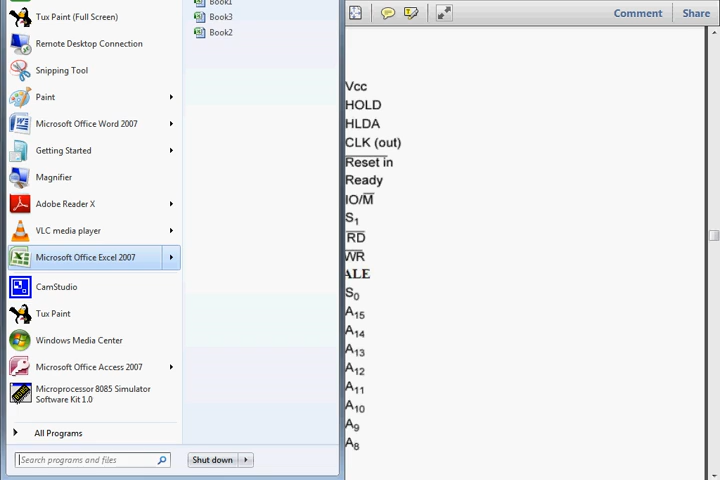 Tux Paint (Full Screen)
Remote Desktop Connection
Snipping Tool
Paint
Microsoft Office Word 2007
Getting Started
Magnifier
Adobe Reader X
VLC media player
Microsoft Office Excel 2007
CamStudio
Tux Paint
Windows Media Center
Microsoft Office Access 2007
Microprocessor 8085 Simulator
Software Kit 1.0
All Programs
Search programs and files
Shut down
Book1
Book3
Book2
Comment
Share
Vcc
HOLD
HLDA
CLK (out)
Reset in
Ready
IO/M̅
S₁
R̅D̅
W̅R̅
ALE
S₀
A₁₅
A₁₄
A₁₃
A₁₂
A₁₁
A₁₀
A₉
A₈